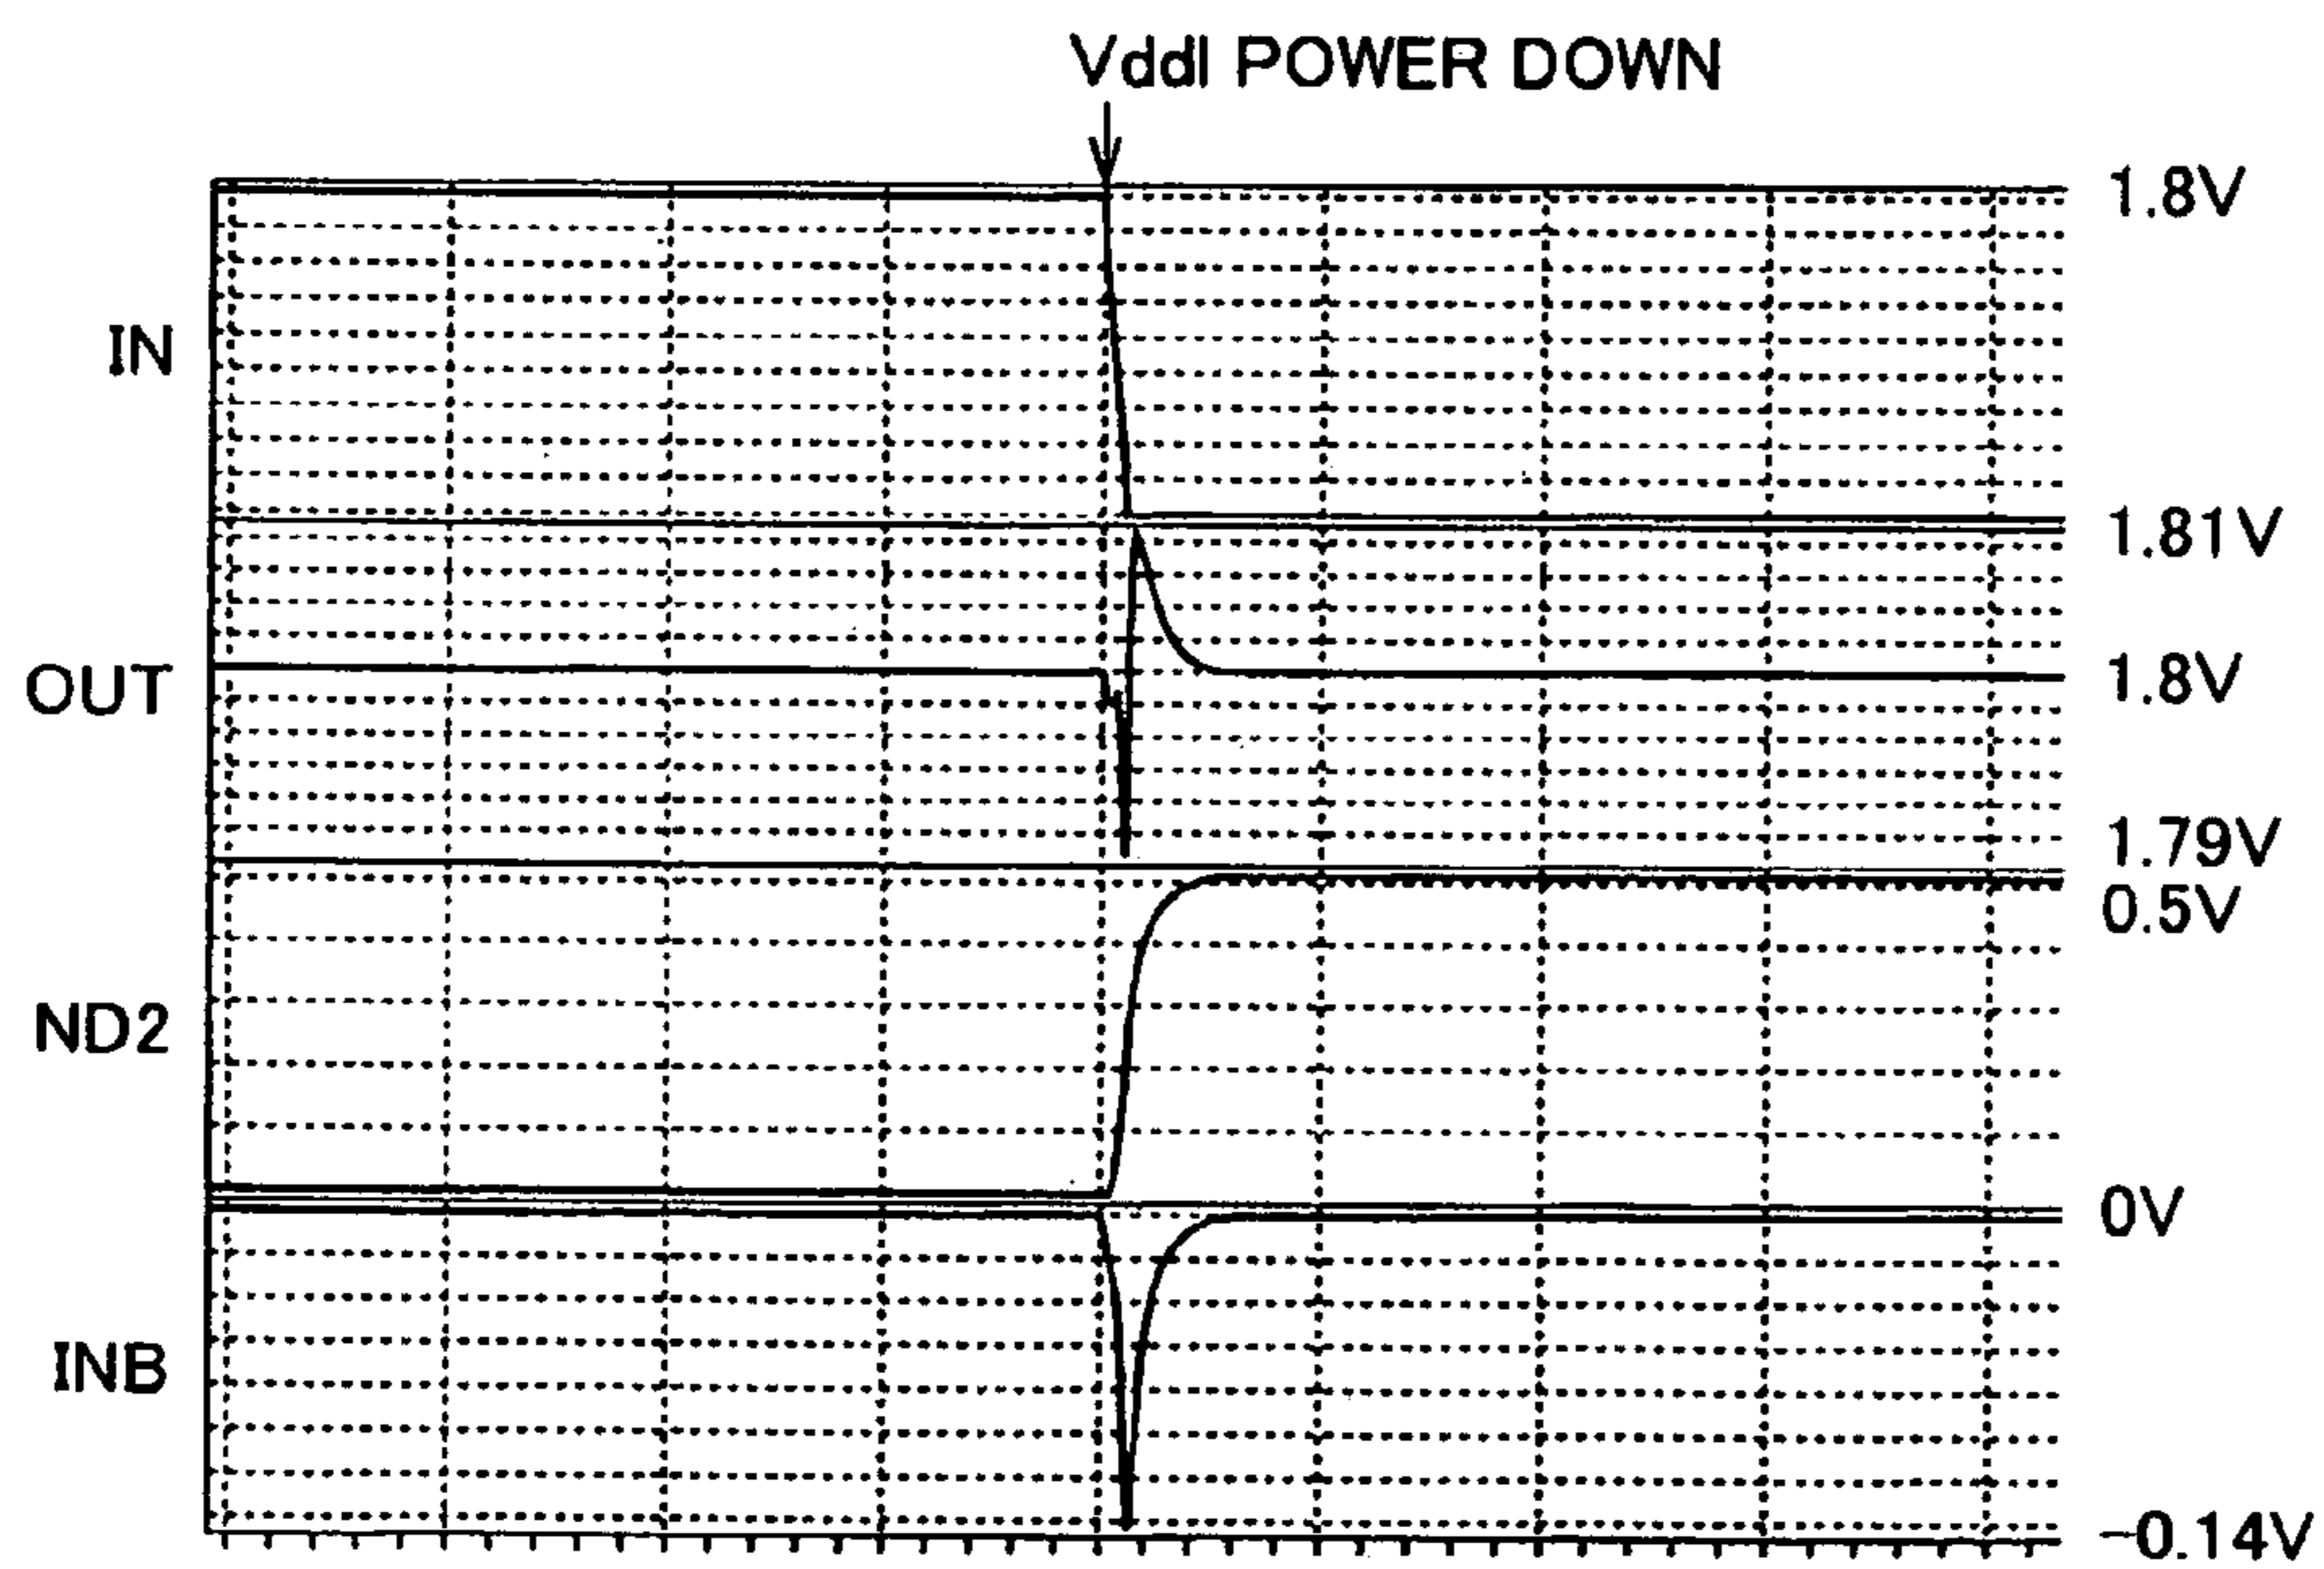 Vddl POWER DOWN
1.8V
IN
1.81V
OUT
1.8V
1.79V
0.5V
ND2
0V
INB
-0.14V